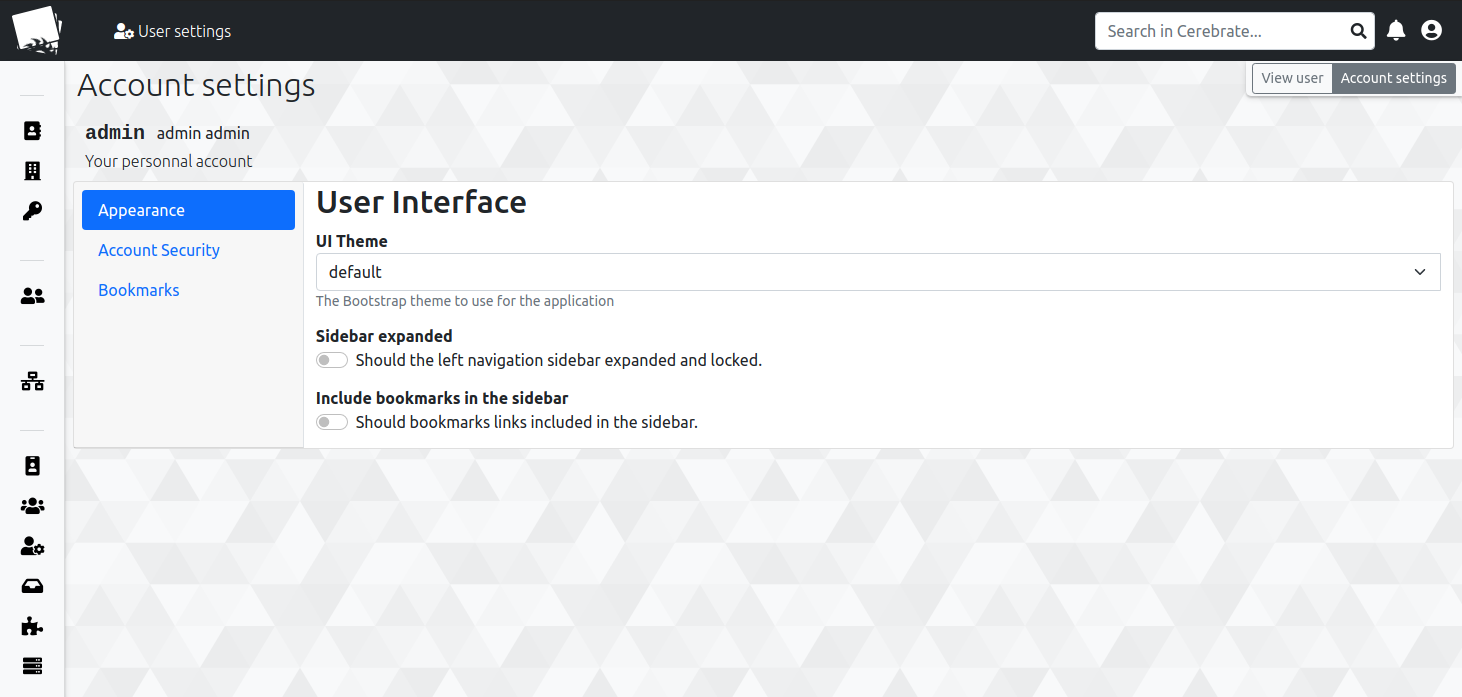 User settings
Search in Cerebrate...
View user
Account settings
Account settings
admin admin admin
Your personnal account
Appearance
Account Security
Bookmarks
User Interface
UI Theme
default
The Bootstrap theme to use for the application
Sidebar expanded
Should the left navigation sidebar expanded and locked.
Include bookmarks in the sidebar
Should bookmarks links included in the sidebar.